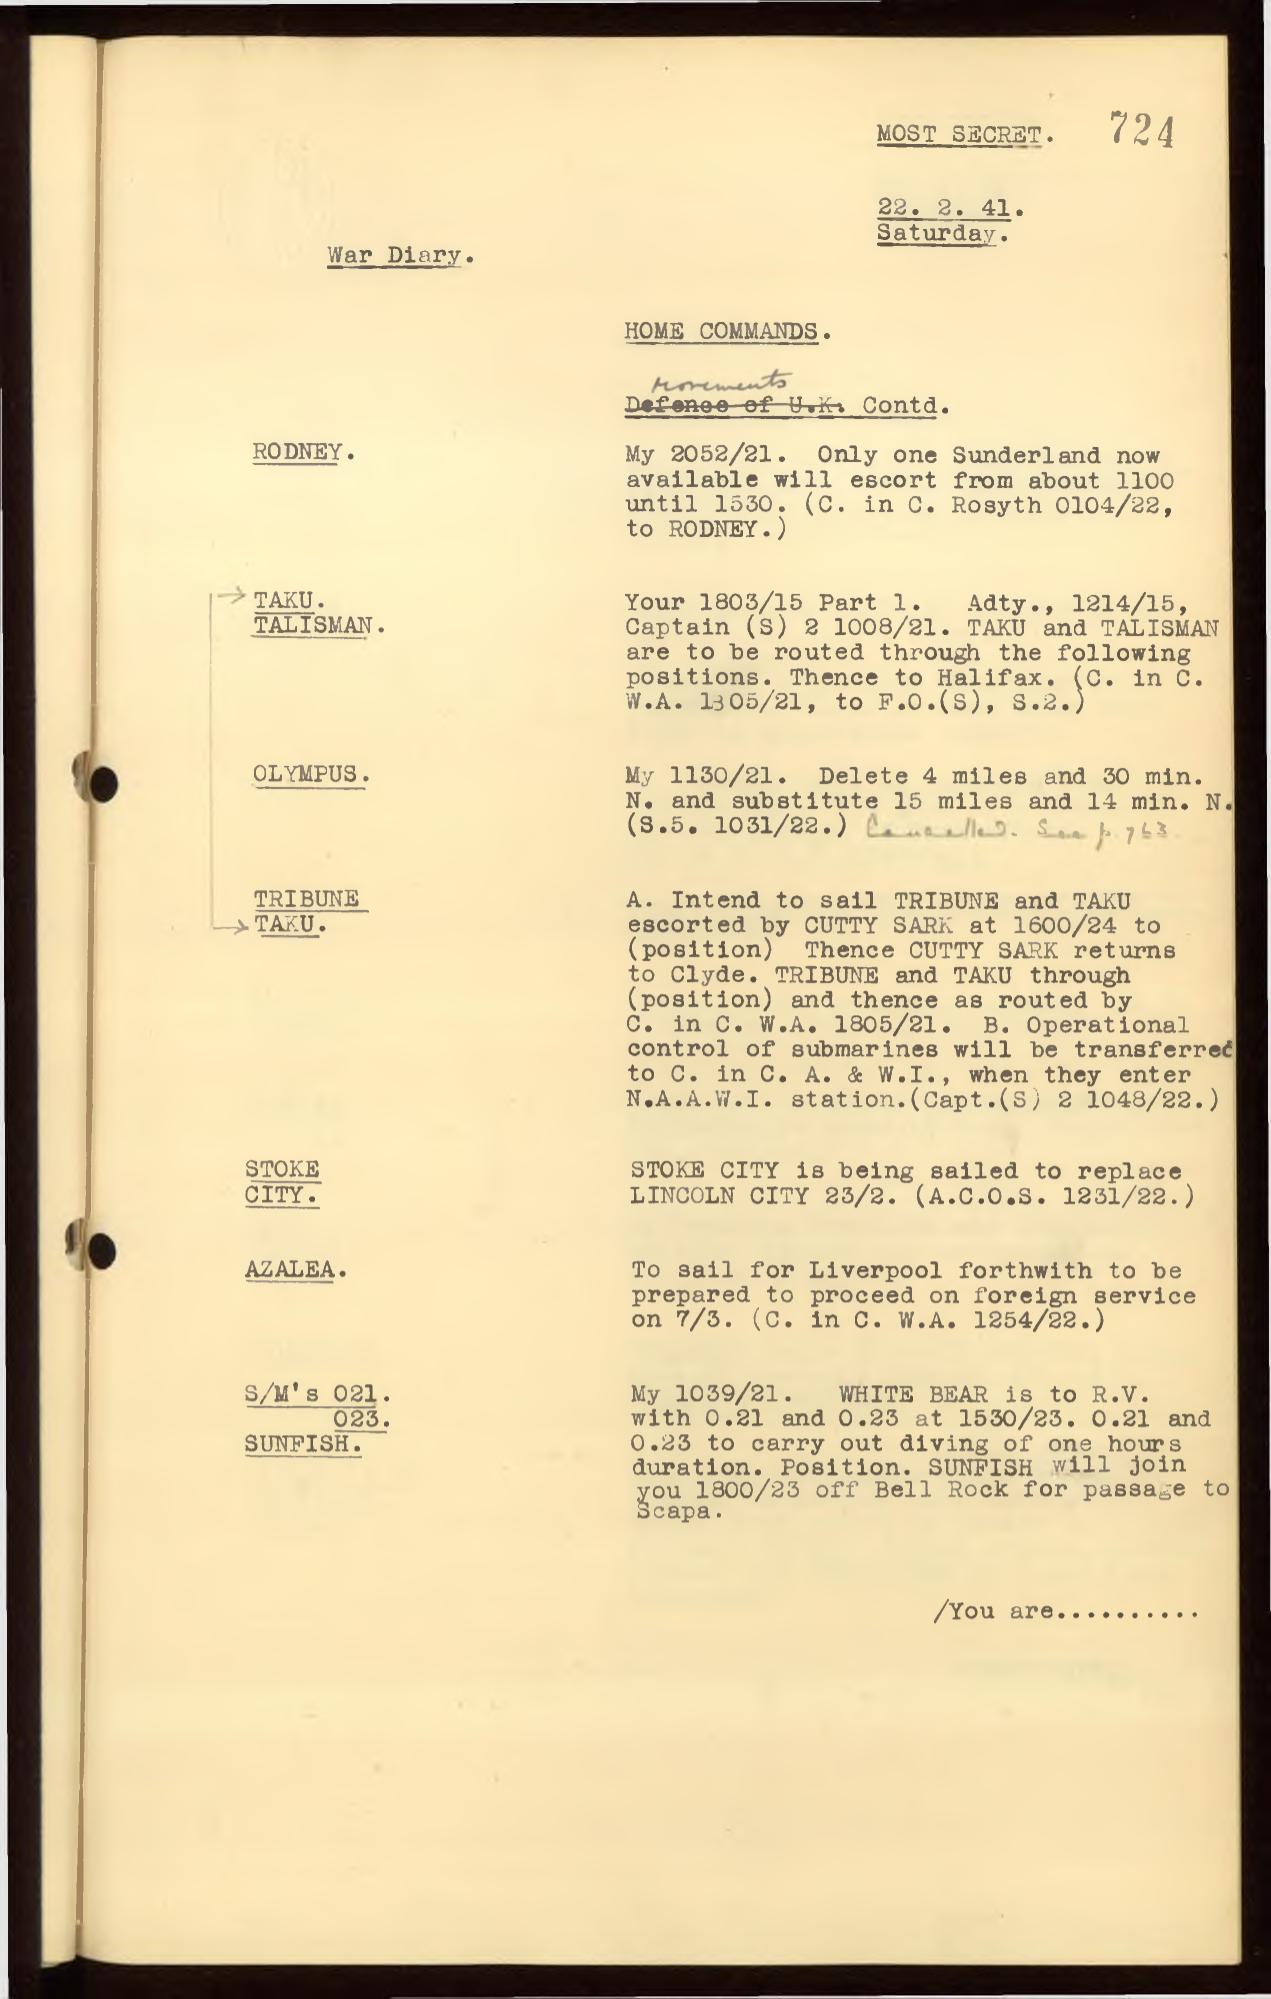 MOST SECRET. 724
22. 2. 41.
Saturday.
War Diary.
HOME COMMANDS.
Movements
Defence of U.K. Contd.
RODNEY.
My 2052/21. Only one Sunderland now
available will escort from about 1100
until 1530. (C. in C. Rosyth 0104/22,
to RODNEY.)
TAKU.
TALISMAN.
Your 1803/15 Part 1. Adty., 1214/15,
Captain (S) 2 1008/21. TAKU and TALISMAN
are to be routed through the following
positions. Thence to Halifax. (C. in C.
W.A. 1805/21, to F.O.(S), S.2.)
OLYMPUS.
My 1130/21. Delete 4 miles and 30 min.
N. and substitute 15 miles and 14 min. N.
(S.5. 1031/22.) Cancelled. See p. 763
TRIBUNE
TAKU.
A. Intend to sail TRIBUNE and TAKU
escorted by CUTTY SARK at 1600/24 to
(position) Thence CUTTY SARK returns
to Clyde. TRIBUNE and TAKU through
(position) and thence as routed by
C. in C. W.A. 1805/21. B. Operational
control of submarines will be transferred
to C. in C. A. & W.I., when they enter
N.A.A.W.I. station.(Capt.(S) 2 1048/22.)
STOKE
CITY.
STOKE CITY is being sailed to replace
LINCOLN CITY 23/2. (A.C.O.S. 1231/22.)
AZALEA.
To sail for Liverpool forthwith to be
prepared to proceed on foreign service
on 7/3. (C. in C. W.A. 1254/22.)
S/M's 021.
023.
SUNFISH.
My 1039/21. WHITE BEAR is to R.V.
with 0.21 and 0.23 at 1530/23. 0.21 and
0.23 to carry out diving of one hours
duration. Position. SUNFISH will join
you 1800/23 off Bell Rock for passage to
Scapa.
/You are...........